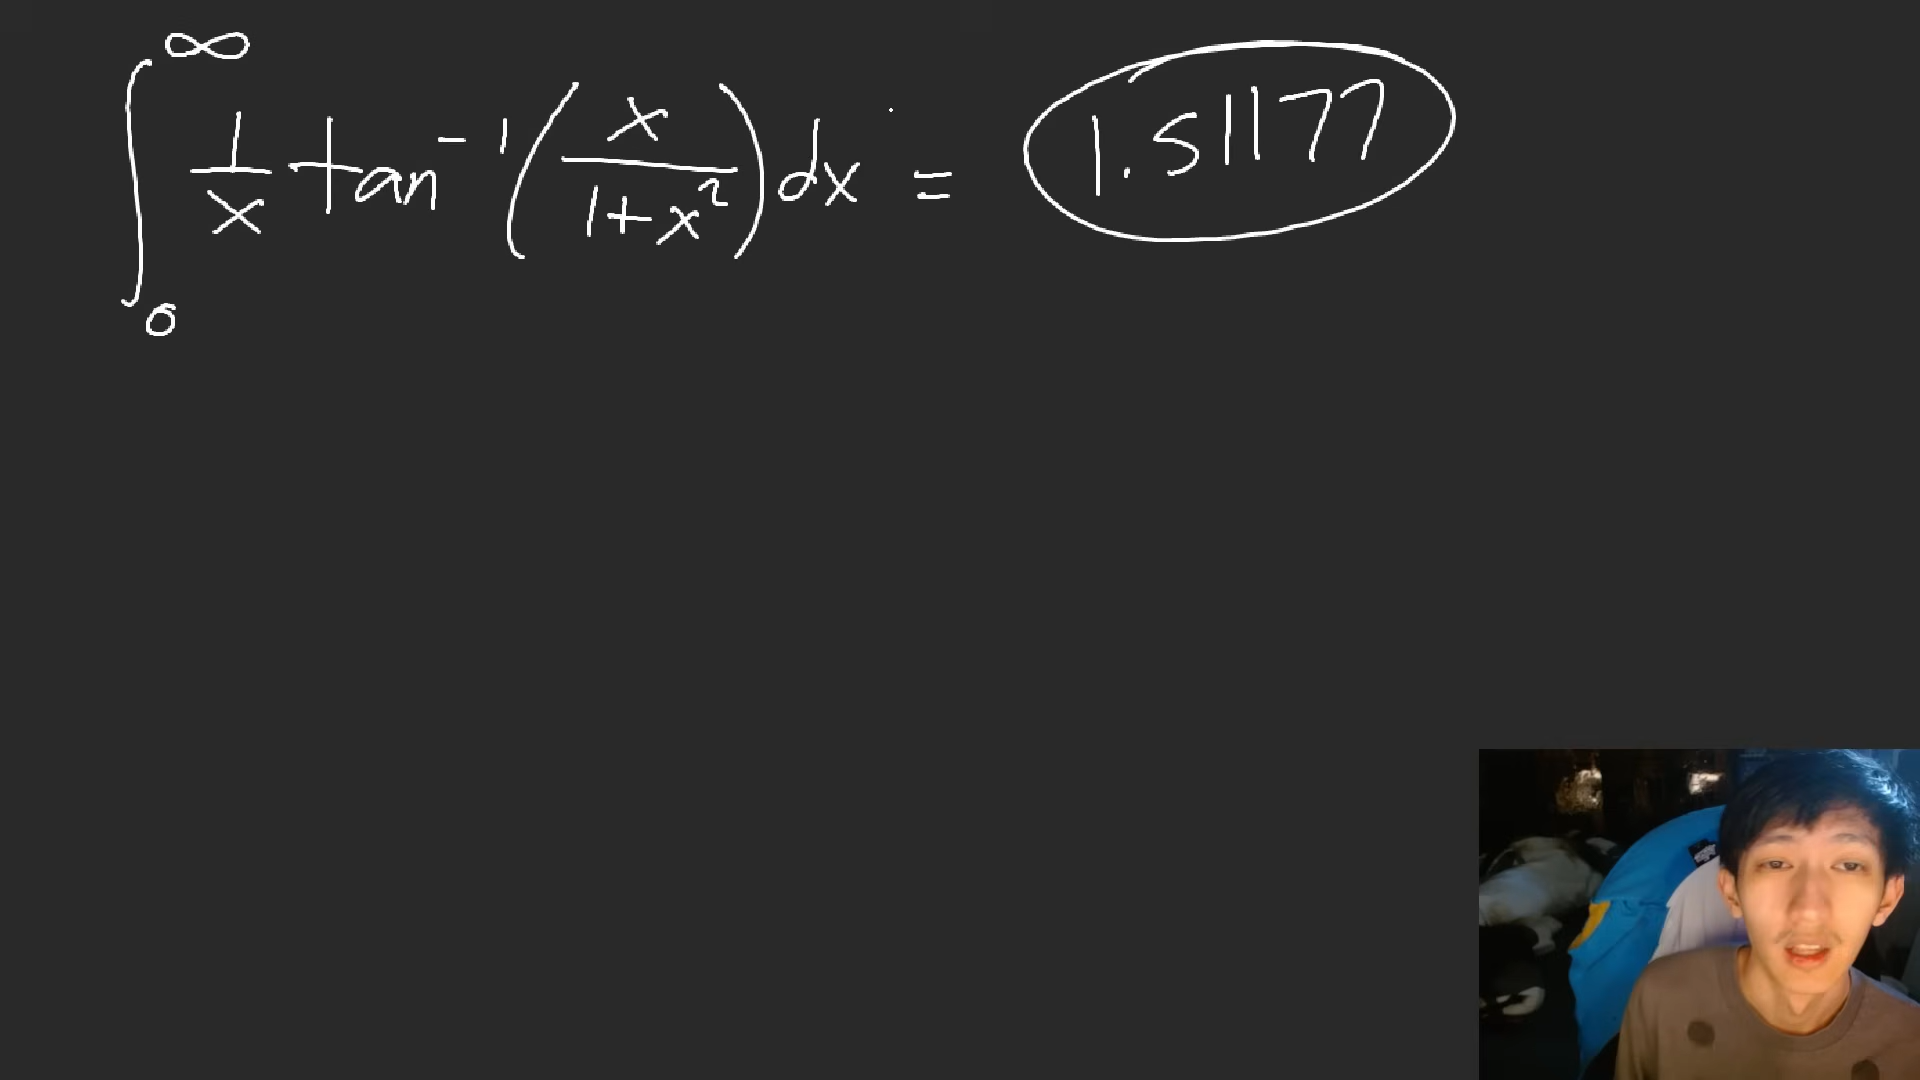 ∫₀^∞ 1/x tan⁻¹(x/(1+x²))dx = 1.51177